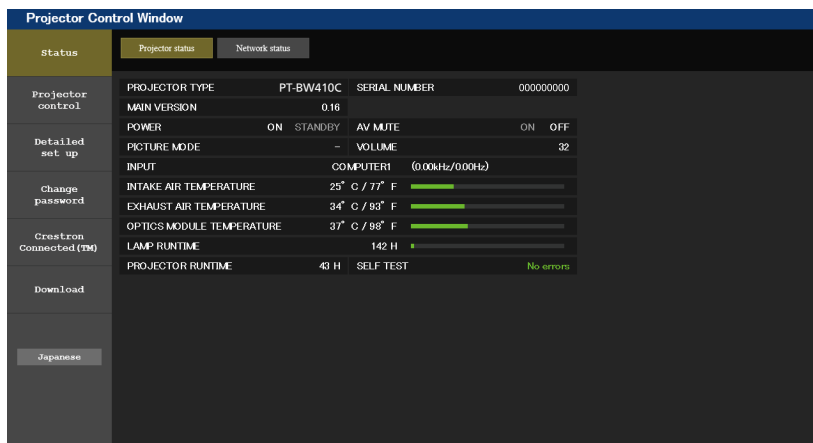 Projector Control Window
Status
Projector status
Network status
Projector control
Detailed set up
Change password
Crestron Connected(TM)
Download
Japanese
PROJECTOR TYPE PT-BW410C SERIAL NUMBER 000000000
MAIN VERSION 0.16
POWER ON STANDBY AV MUTE ON OFF
PICTURE MODE – VOLUME 32
INPUT COMPUTER1 (0.00kHz/0.00Hz)
INTAKE AIR TEMPERATURE 25° C / 77° F
EXHAUST AIR TEMPERATURE 34° C / 93° F
OPTICS MODULE TEMPERATURE 37° C / 98° F
LAMP RUNTIME 142 H
PROJECTOR RUNTIME 43 H SELF TEST No errors